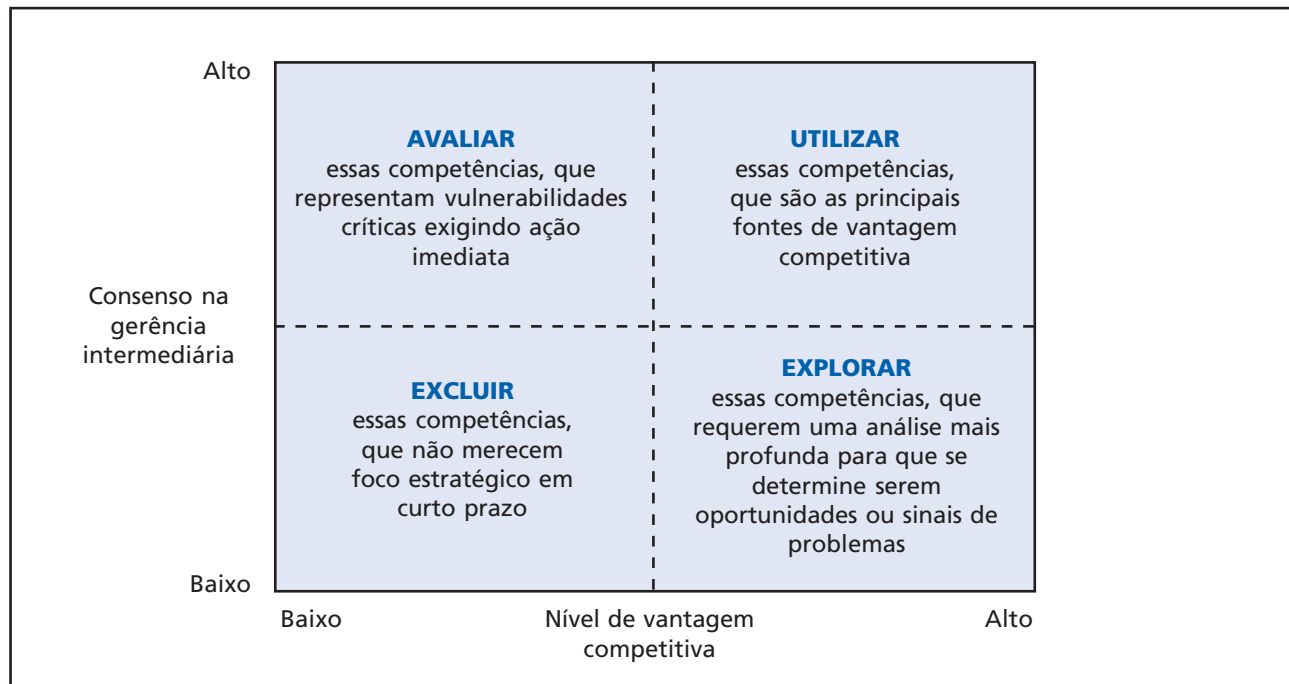 Alto
AVALIAR
essas competências, que
representam vulnerabilidades
críticas exigindo ação
imediata
UTILIZAR
essas competências,
que são as principais
fontes de vantagem
competitiva
Consenso na
gerência
intermediária
EXCLUIR
essas competências,
que não merecem
foco estratégico em
curto prazo
EXPLORAR
essas competências, que
requerem uma análise mais
profunda para que se
determine serem
oportunidades ou sinais de
problemas
Baixo
Baixo
Nível de vantagem
competitiva
Alto